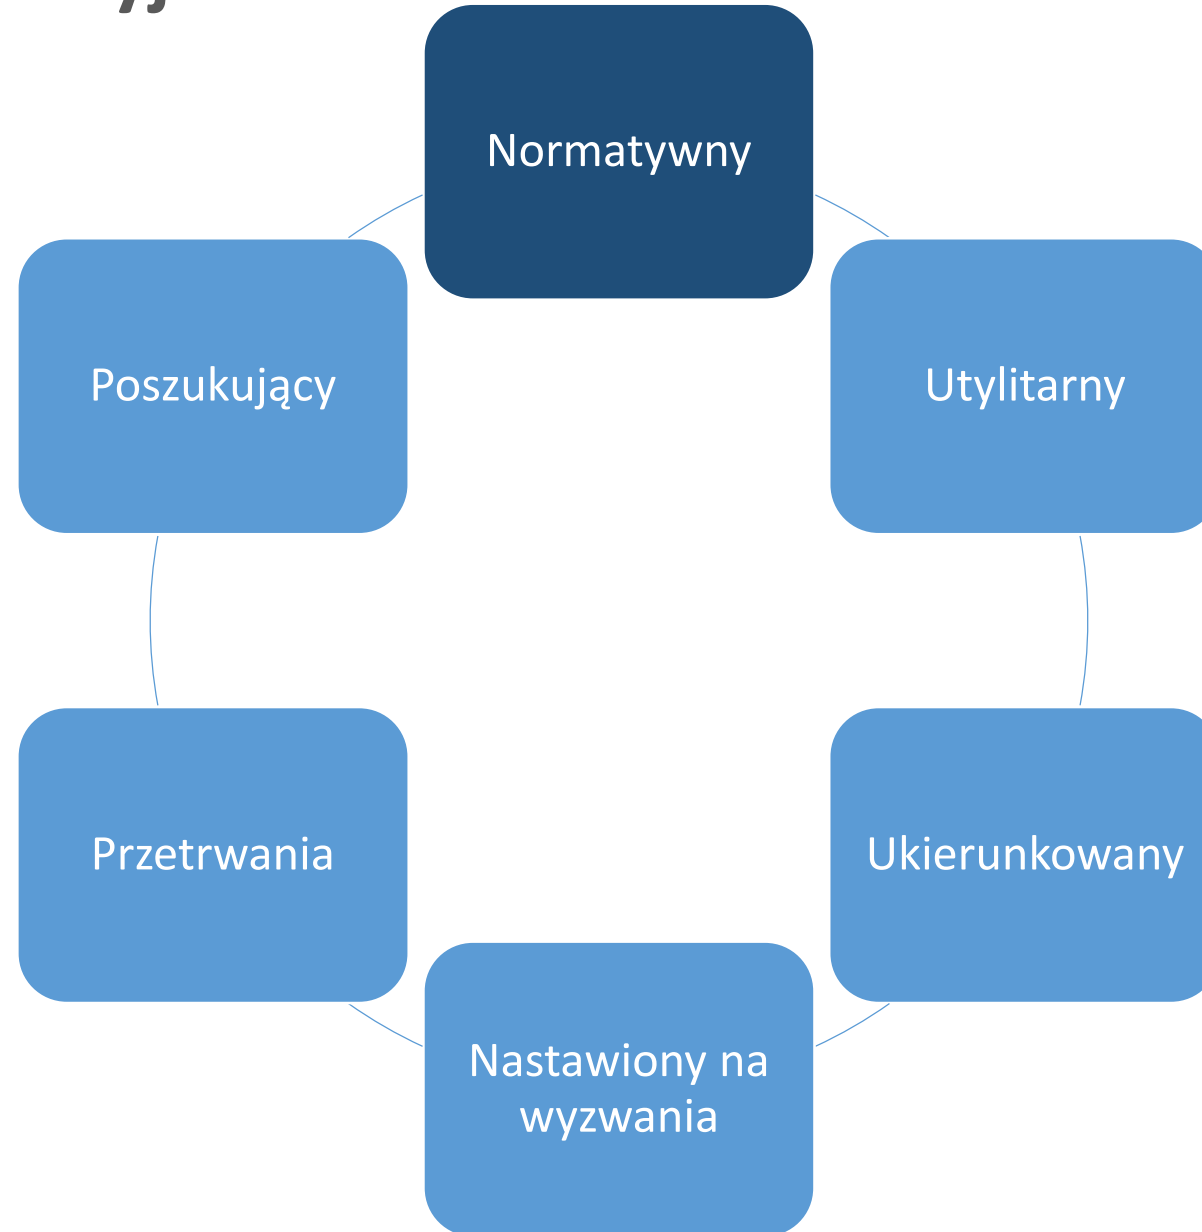 Normatywny
Poszukujący
Utylitarny
Przetrwania
Ukierunkowany
Nastawiony na
wyzwania